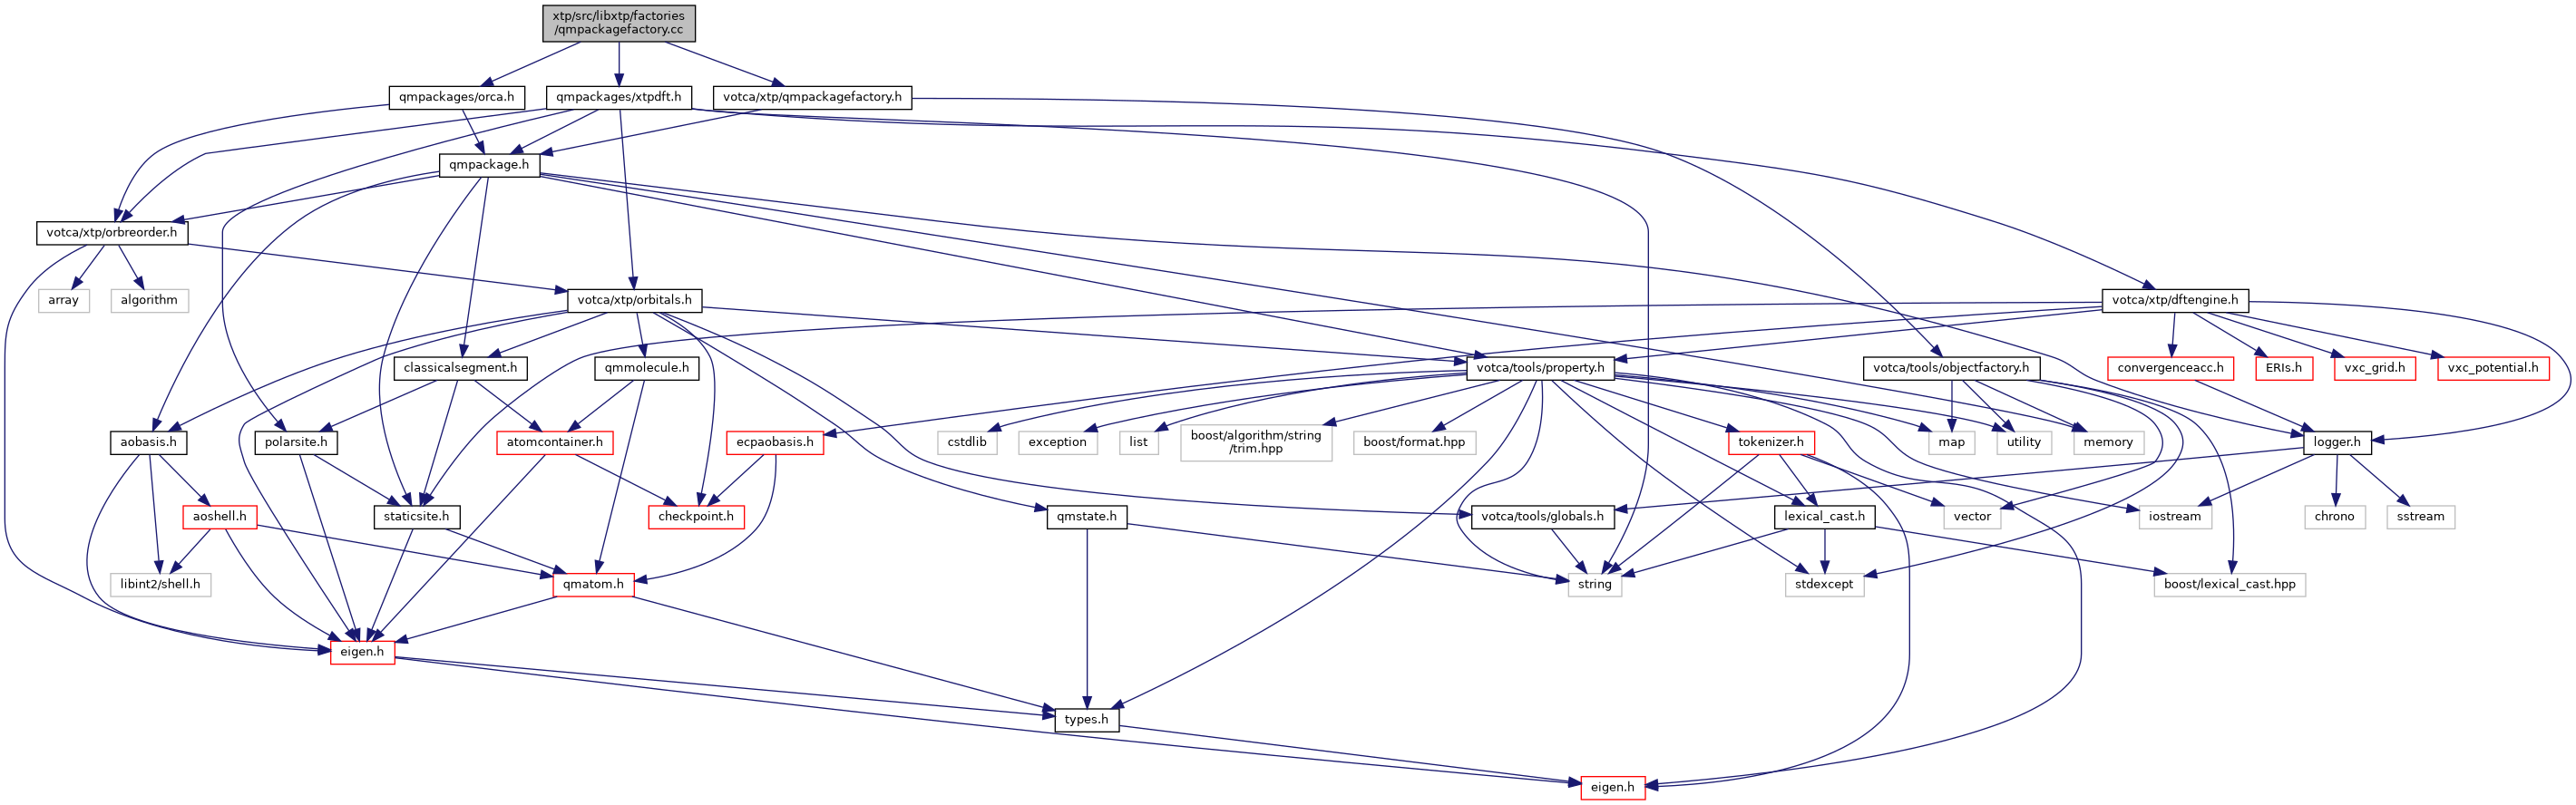 xtp/src/libxtp/factories
/qmpackagefactory.cc
qmpackages/orca.h
qmpackages/xtpdft.h
votca/xtp/qmpackagefactory.h
qmpackage.h
votca/xtp/orbreorder.h
array
algorithm
votca/xtp/orbitals.h
votca/xtp/dftengine.h
classicalsegment.h
qmmolecule.h
votca/tools/property.h
votca/tools/objectfactory.h
convergenceacc.h
ERIs.h
vxc_grid.h
vxc_potential.h
aobasis.h
polarsite.h
atomcontainer.h
ecpaobasis.h
cstdlib
exception
list
boost/algorithm/string
/trim.hpp
boost/format.hpp
tokenizer.h
map
utility
memory
logger.h
aoshell.h
staticsite.h
checkpoint.h
qmstate.h
votca/tools/globals.h
lexical_cast.h
vector
iostream
chrono
sstream
libint2/shell.h
qmatom.h
string
stdexcept
boost/lexical_cast.hpp
eigen.h
types.h
eigen.h